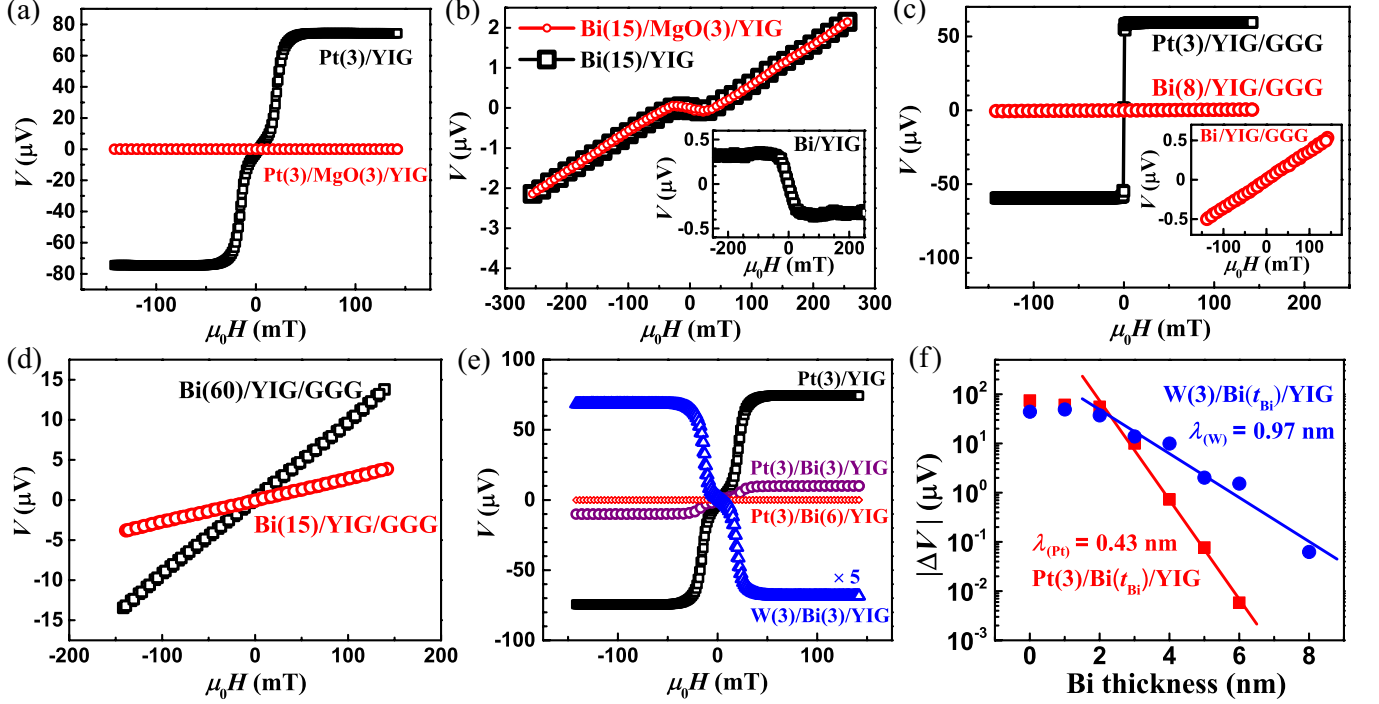 (a)
80
60
40
20
0
-20
-40
-60
-80
V (μV)
Pt(3)/YIG
Pt(3)/MgO(3)/YIG
-100 0 100
μ₀H (mT)
(b)
2
1
0
-1
-2
-3
-4
V (μV)
Bi(15)/MgO(3)/YIG
Bi(15)/YIG
0.5
0
-0.5
V (μV)
Bi/YIG
-200 0 200
μ₀H (mT)
-300 -200 -100 0 100 200 300
μ₀H (mT)
(c)
50
0
-50
-100
V (μV)
Pt(3)/YIG/GGG
Bi(8)/YIG/GGG
Bi/YIG/GGG
0.5
0
-0.5
V (μV)
-100 0 100
μ₀H (mT)
-100 0 100 200
μ₀H (mT)
(d)
15
10
5
0
-5
-10
-15
V (μV)
Bi(60)/YIG/GGG
Bi(15)/YIG/GGG
-200 -100 0 100 200
μ₀H (mT)
(e)
100
50
0
-50
-100
V (μV)
Pt(3)/YIG
Pt(3)/Bi(3)/YIG
Pt(3)/Bi(6)/YIG
× 5
W(3)/Bi(3)/YIG
-100 0 100
μ₀H (mT)
(f)
10²
10¹
10⁰
10⁻¹
10⁻²
10⁻³
|ΔV| (μV)
W(3)/Bi(t_Bi)/YIG
λ(W) = 0.97 nm
λ(Pt) = 0.43 nm
Pt(3)/Bi(t_Bi)/YIG
0 2 4 6 8
Bi thickness (nm)